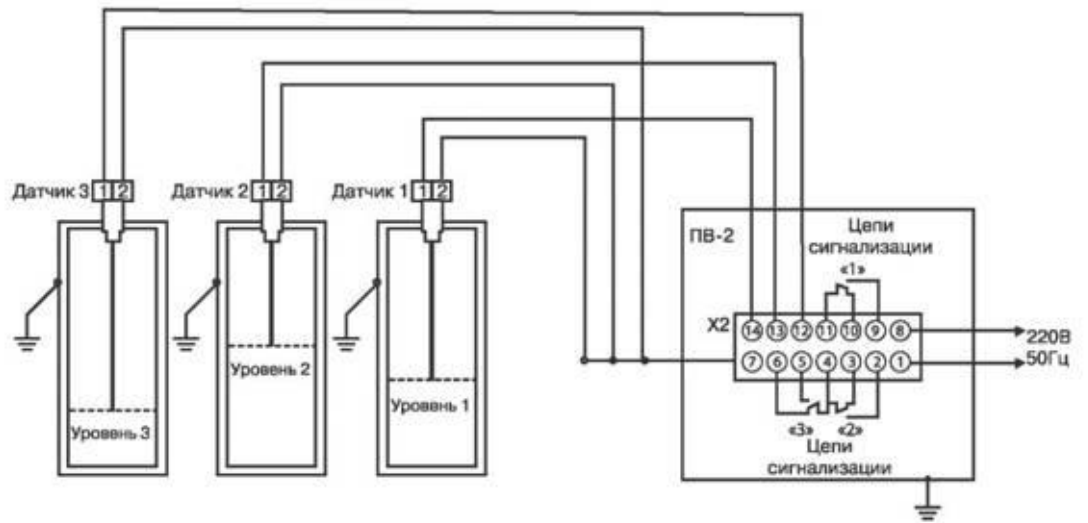 Датчик 3 1 2
Датчик 2 1 2
Датчик 1 1 2
Уровень 3
Уровень 2
Уровень 1
ПВ-2
Цепи
сигнализации
«1»
X2
14 13 12 11 10 9 8
7 6 5 4 3 2 1
220В
50Гц
«3» «2»
Цепи
сигнализации